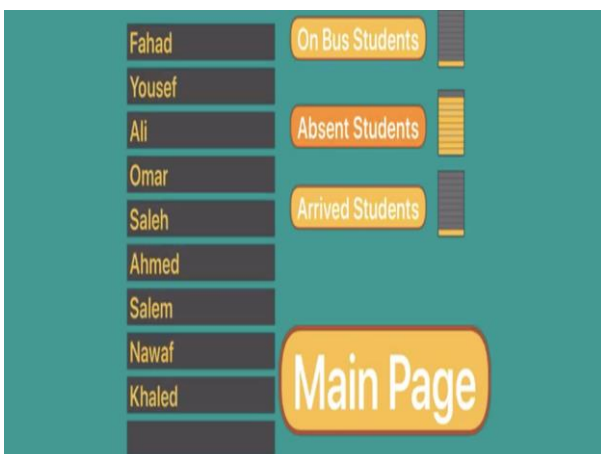 Fahad
Yousef
Ali
Omar
Saleh
Ahmed
Salem
Nawaf
Khaled
On Bus Students
Absent Students
Arrived Students
Main Page